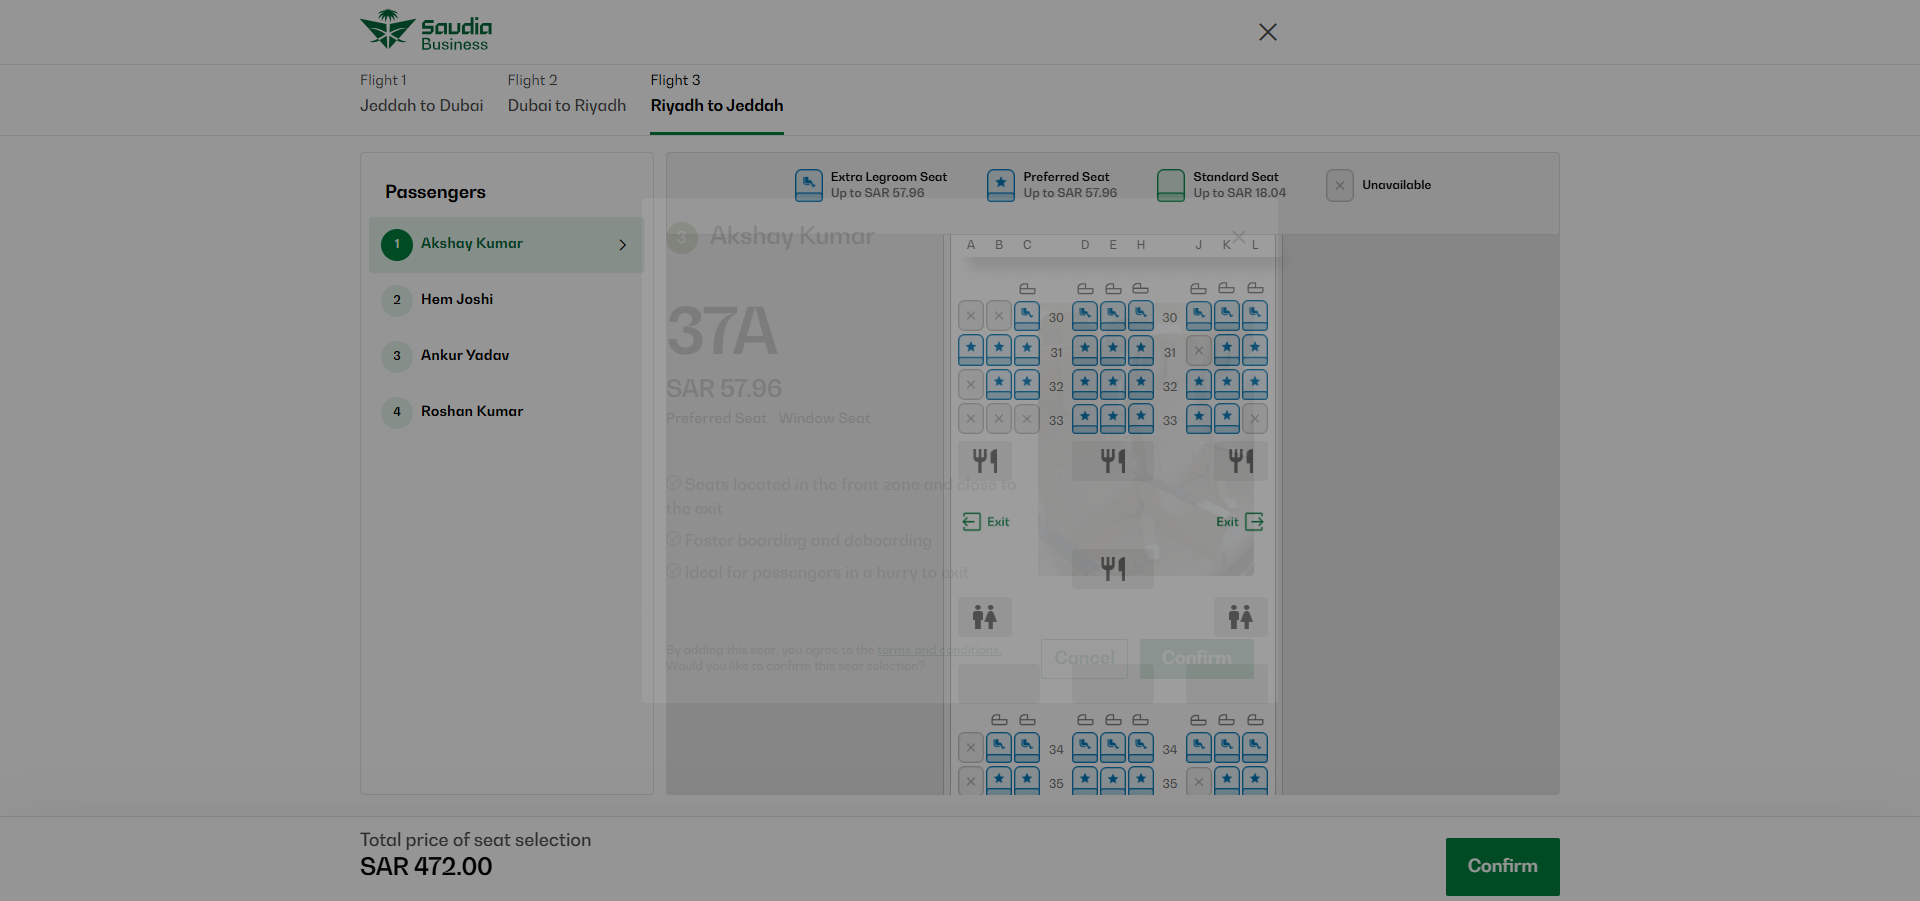 Saudia
Business
Flight 1
Jeddah to Dubai
Flight 2
Dubai to Riyadh
Flight 3
Riyadh to Jeddah
Passengers
1 Akshay Kumar
2 Hem Joshi
3 Ankur Yadav
4 Roshan Kumar
Extra Legroom Seat
Up to SAR 57.96
Preferred Seat
Up to SAR 57.96
Standard Seat
Up to SAR 18.04
Unavailable
3 Akshay Kumar
37A
SAR 57.96
Preferred Seat - Window Seat
Seats located in the front zone and close to
the exit
Faster boarding and deboarding
Ideal for passengers in a hurry to exit
By adding this seat, you agree to the terms and conditions.
Would you like to confirm this seat selection?
Cancel
Confirm
A B C D E H J K L
30 30
31 31
32 32
33 33
Exit Exit
34 34
35 35
Total price of seat selection
SAR 472.00
Confirm